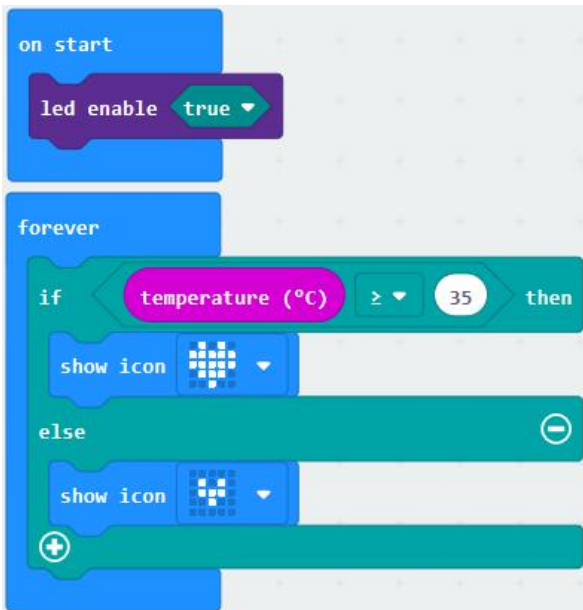 on start
led enable true
forever
if temperature (°C) ≥ 35 then
show icon
else
show icon